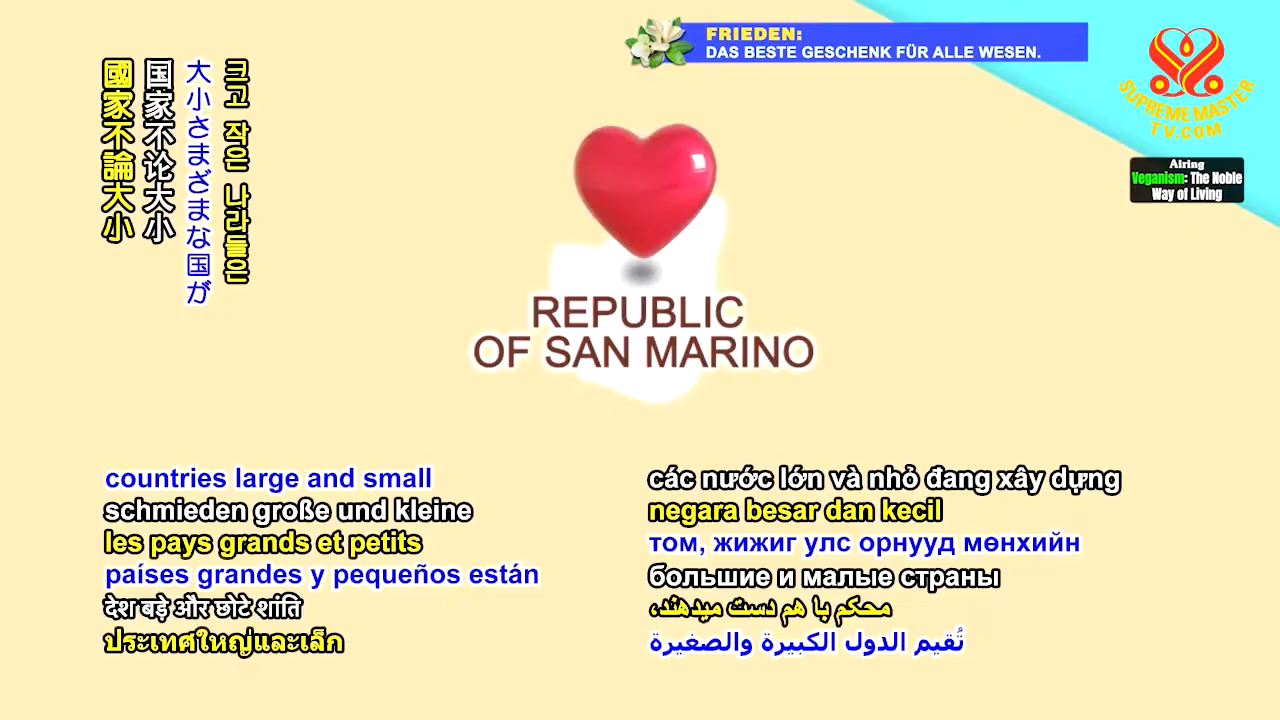 FRIEDEN:
DAS BESTE GESCHENK FÜR ALLE WESEN.
SUPREME MASTER
TV.COM
Airing
Veganism: The Noble
Way of Living
國家不論大小
国家不论大小
大小さまざまな国が
크고 작은 나라들은
REPUBLIC
OF SAN MARINO
countries large and small
schmieden große und kleine
les pays grands et petits
países grandes y pequeños están
देश बड़े और छोटे शांति
ประเทศใหญ่และเล็ก
các nước lớn và nhỏ đang xây dựng
negara besar dan kecil
том, жижиг улс орнууд мөнхийн
большие и малые страны
محکم با هم دست میدهند،
تُقيم الدول الكبيرة والصغيرة